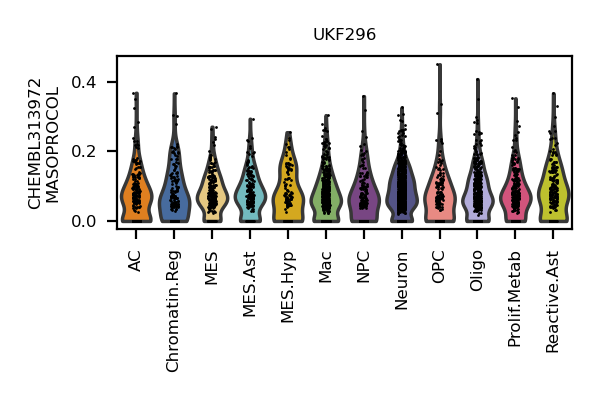 UKF296
CHEMBL313972
MASOPROCOL
0.4
0.2
0.0
AC
Chromatin.Reg
MES
MES.Ast
MES.Hyp
Mac
NPC
Neuron
OPC
Oligo
Prolif.Metab
Reactive.Ast